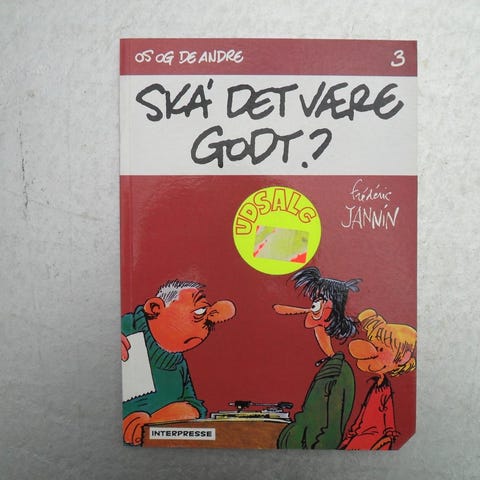 OS OG DE ANDRE 3
SKA' DET VÆRE
GODT.?
frédéric
JANNIN
UDSALG
INTERPRESSE